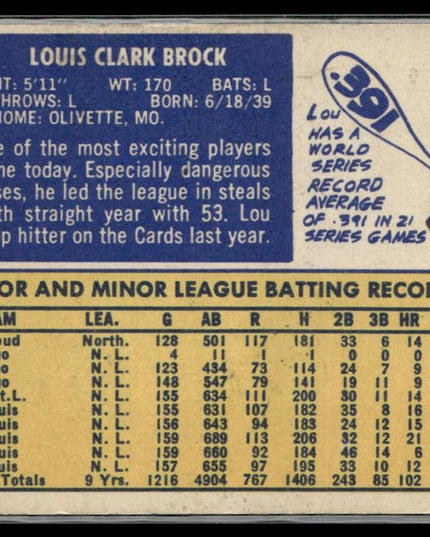 LOUIS CLARK BROCK
HT: 5'11" WT: 170 BATS: L
THROWS: L BORN: 6/18/39
HOME: OLIVETTE, MO.
e of the most exciting players
ne today. Especially dangerous
ses, he led the league in steals
th straight year with 53. Lou
p hitter on the Cards last year.
.391
LOU
HAS A
WORLD
SERIES
RECORD
AVERAGE
OF .391 IN 21
SERIES GAMES
OR AND MINOR LEAGUE BATTING RECOR
AM LEA. G AB R H 2B 3B HR
oud North. 128 501 117 181 33 6 14
go N. L. 4 11 1 1 0 0 0
go N. L. 123 434 73 114 24 7 9
go N. L. 148 547 79 141 19 11 9
t.L. N. L. 155 634 111 200 30 11 14
uis N. L. 155 631 107 182 35 8 16
uis N. L. 156 643 94 183 24 12 15
uis N. L. 159 689 113 206 32 12 21
uis N. L. 159 660 92 184 46 14 6
uis N. L. 157 655 97 195 33 10 12
Totals 9 Yrs. 1216 4904 767 1406 243 85 102